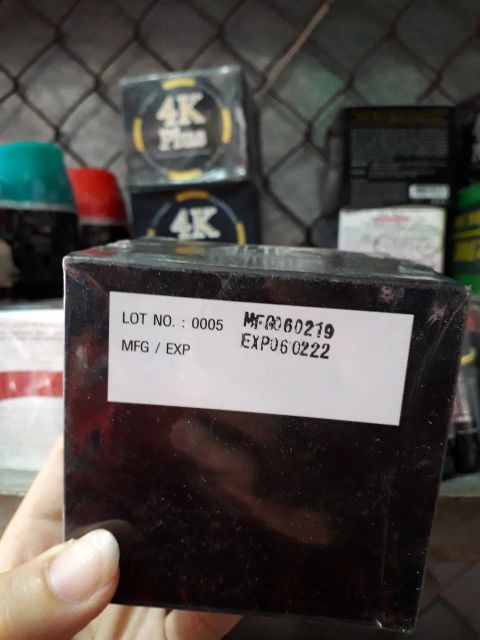 4K
Plus
4K
LOT NO. : 0005 MFG060219
MFG / EXP EXP060222